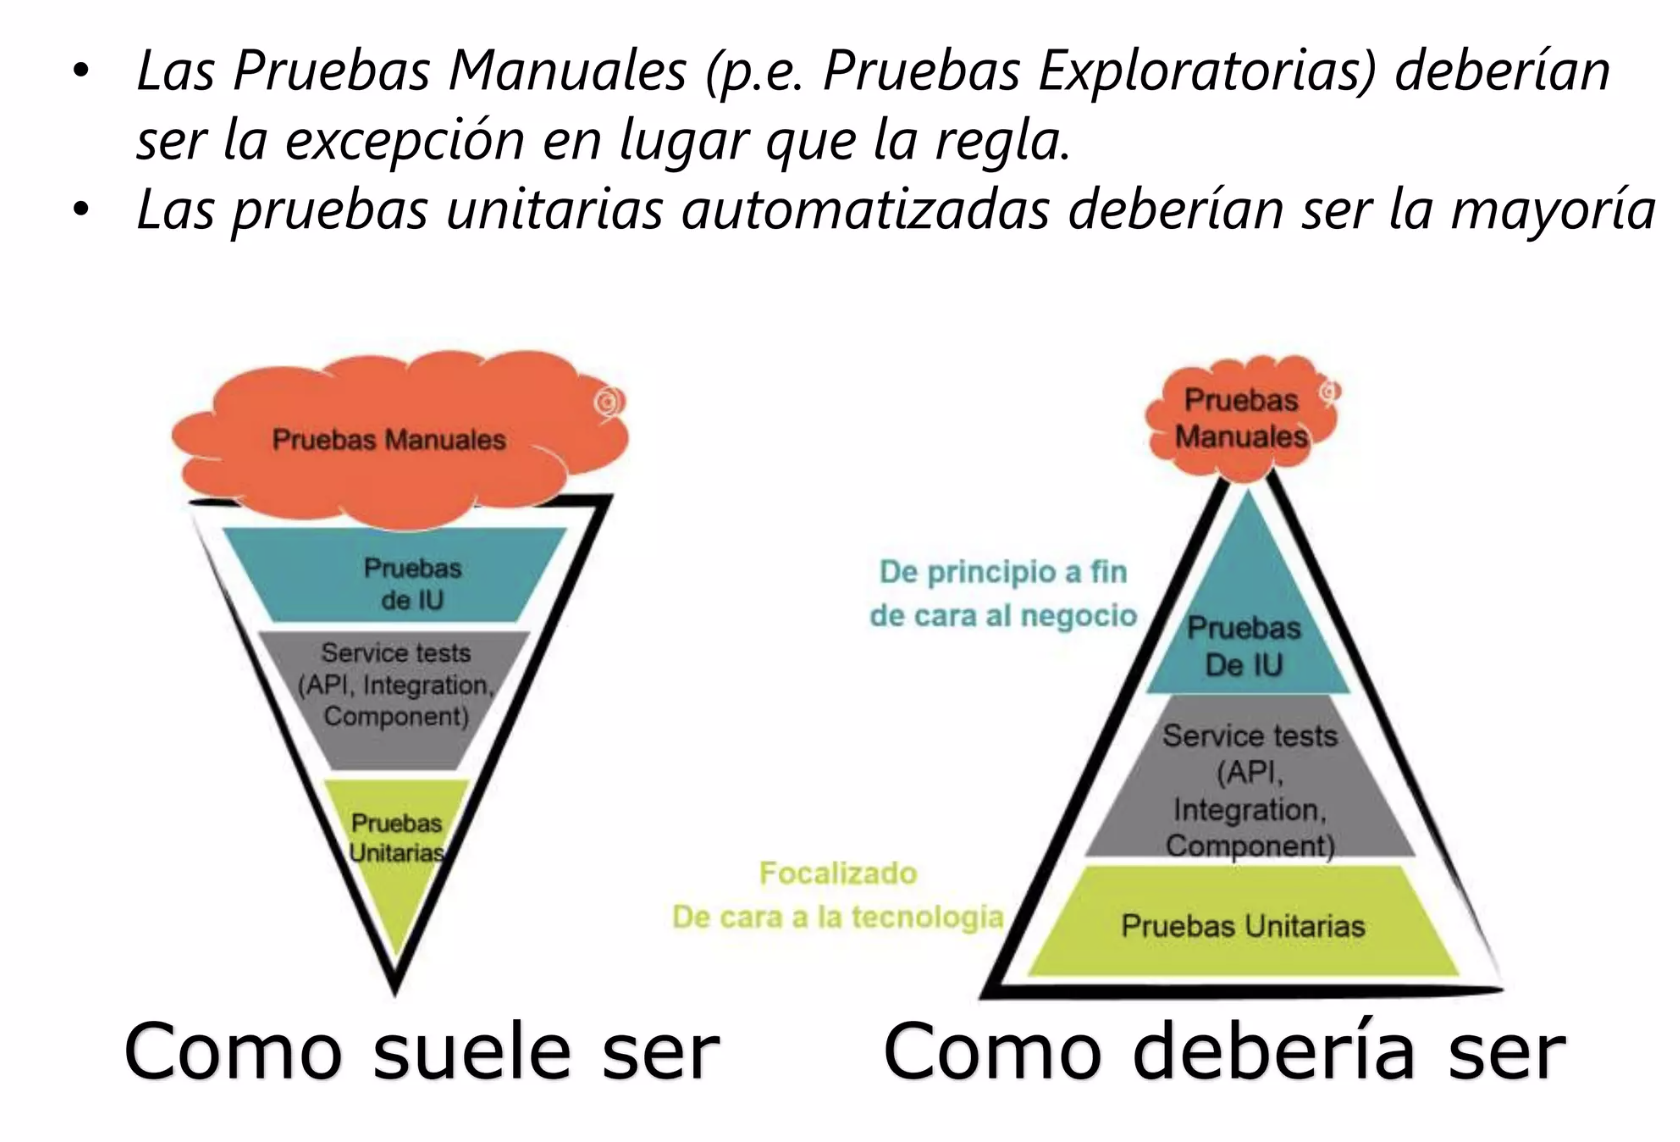 • Las Pruebas Manuales (p.e. Pruebas Exploratorias) deberían
ser la excepción en lugar que la regla.
• Las pruebas unitarias automatizadas deberían ser la mayoría
Pruebas Manuales
Pruebas
de IU
Service tests
(API, Integration,
Component)
Pruebas
Unitarias
Como suele ser
Pruebas
Manuales
De principio a fin
de cara al negocio
Pruebas
De IU
Service tests
(API,
Integration,
Component)
Focalizado
De cara a la tecnología
Pruebas Unitarias
Como debería ser